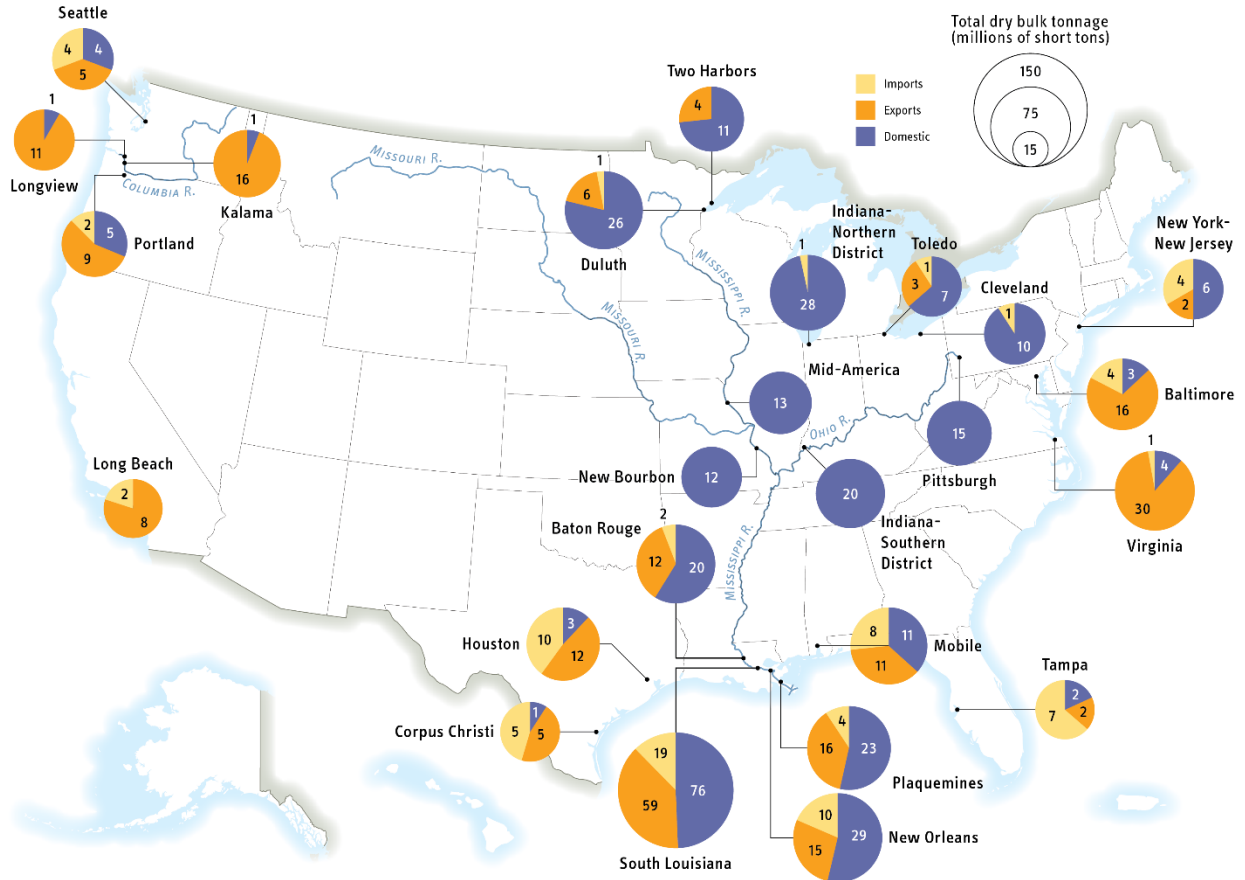 Seattle
4
4
5
1
11
Longview
1
16
Kalama
COLUMBIA R.
2
5
9
Portland
MISSOURI R.
Two Harbors
4
11
1
6
26
Duluth
Total dry bulk tonnage
(millions of short tons)
150
75
15
Imports
Exports
Domestic
Indiana-
Northern
District
1
28
Toledo
1
3
7
Cleveland
1
10
New York-
New Jersey
4
6
2
MISSISSIPPI R.
MISSOURI R.
Mid-America
13
OHIO R.
15
Pittsburgh
4
3
16
Baltimore
1
4
30
Virginia
New Bourbon
12
20
Indiana-
Southern
District
Long Beach
2
8
Baton Rouge
2
12
20
MISSISSIPPI R.
Houston
10
3
12
8
11
11
Mobile
Tampa
2
7
2
Corpus Christi
1
5
5
19
76
59
South Louisiana
4
16
23
Plaquemines
10
29
15
New Orleans